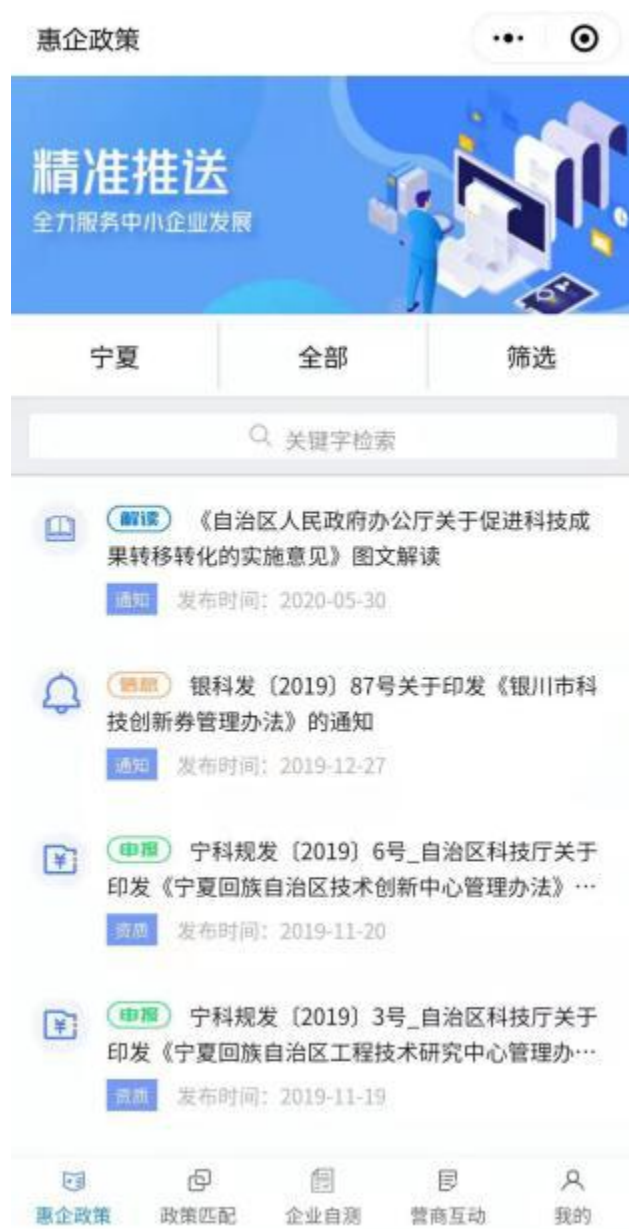 惠企政策
精准推送
全力服务中小企业发展
宁夏 全部 筛选
关键字检索
解读 《自治区人民政府办公厅关于促进科技成
果转移转化的实施意见》图文解读
通知 发布时间: 2020-05-30
信息 银科发〔2019〕87号关于印发《银川市科
技创新券管理办法》的通知
通知 发布时间: 2019-12-27
申报 宁科规发〔2019〕6号_自治区科技厅关于
印发《宁夏回族自治区技术创新中心管理办法》…
资质 发布时间: 2019-11-20
申报 宁科规发〔2019〕3号_自治区科技厅关于
印发《宁夏回族自治区工程技术研究中心管理办…
资质 发布时间: 2019-11-19
惠企政策 政策匹配 企业自测 营商互动 我的